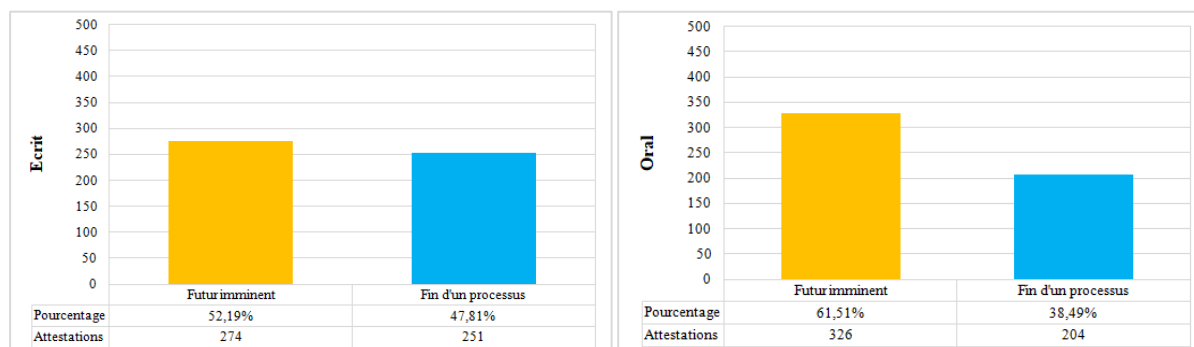 Ecrit
500
450
400
350
300
250
200
150
100
50
0
Futur imminent Fin d'un processus
Pourcentage 52,19% 47,81%
Attestations 274 251
Oral
500
450
400
350
300
250
200
150
100
50
0
Futur imminent Fin d'un processus
Pourcentage 61,51% 38,49%
Attestations 326 204